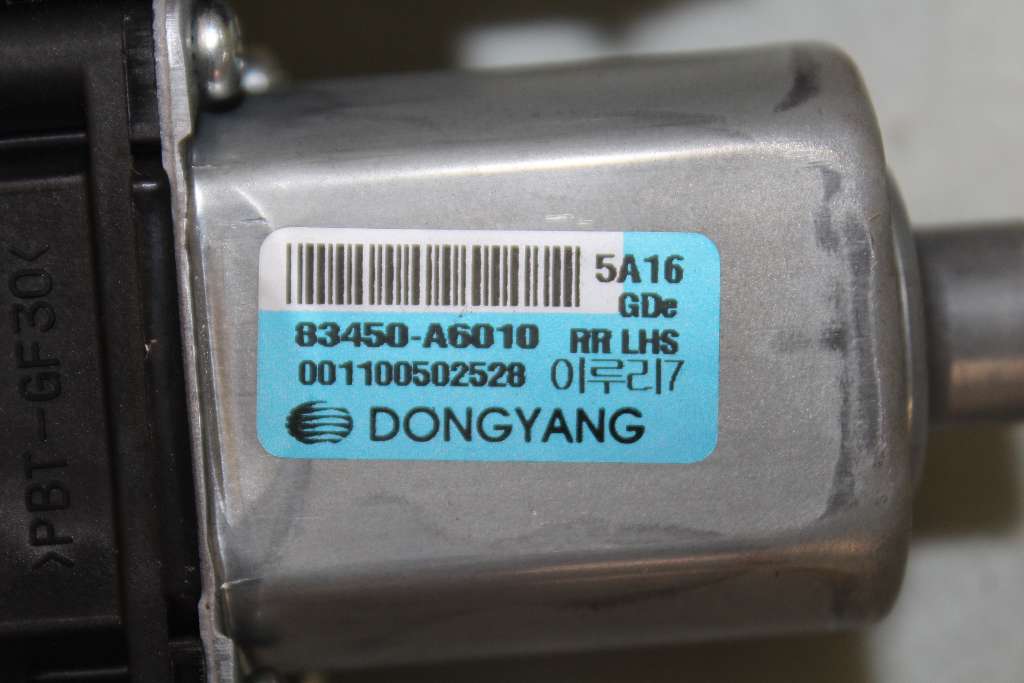 >PBT-GF30<
5A16
GDe
83450-A6010 RR LHS
001100502528 이루리7
DONGYANG